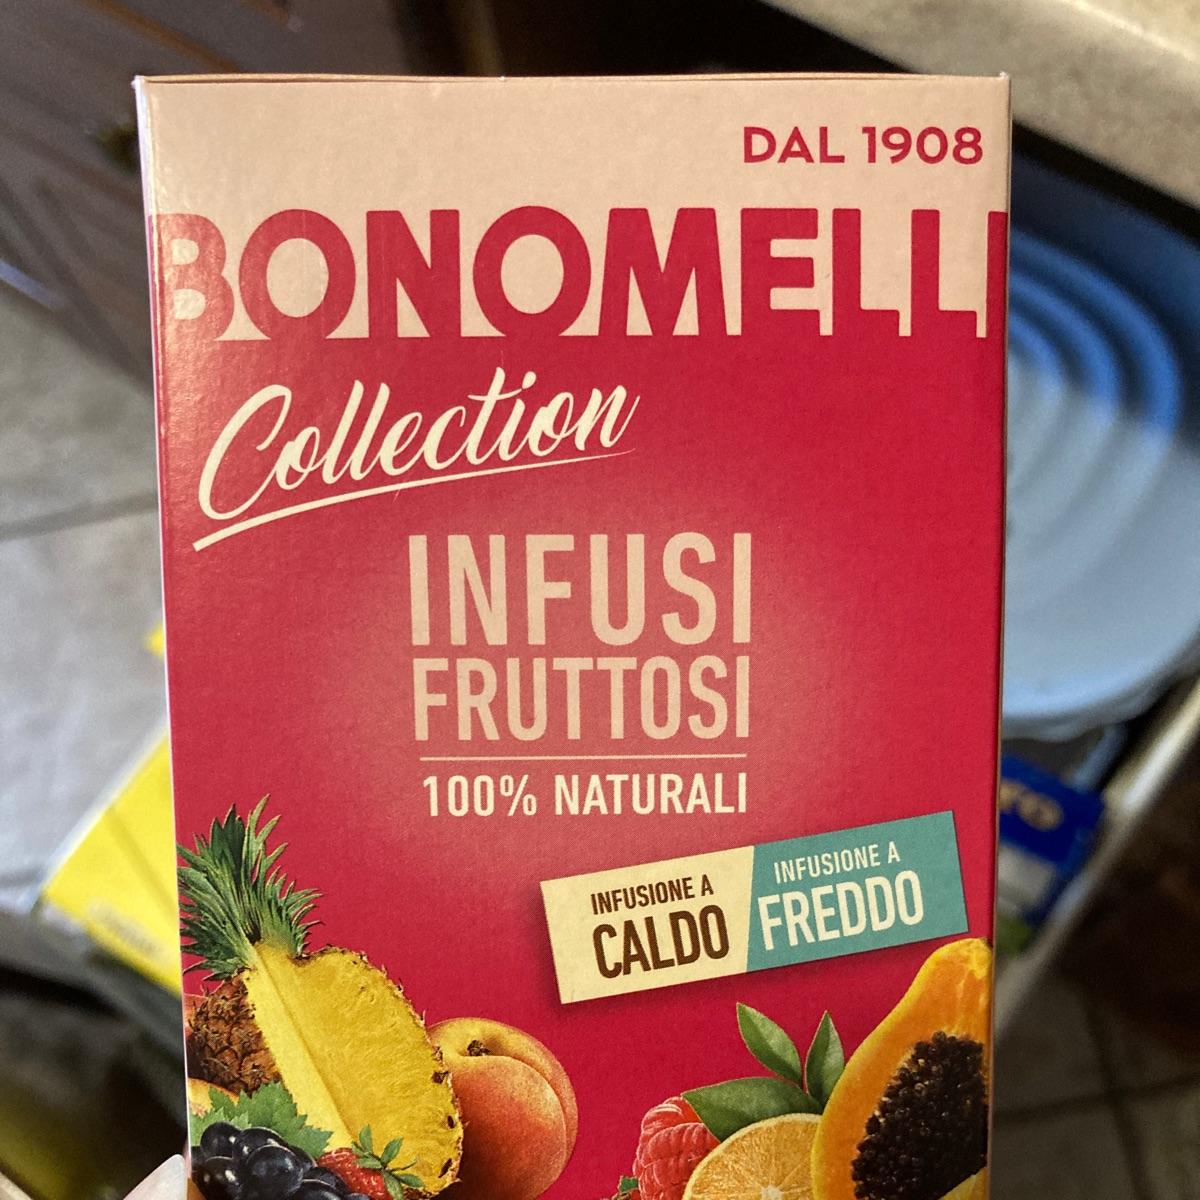 DAL 1908
BONOMELLI
Collection
INFUSI
FRUTTOSI
100% NATURALI
INFUSIONE A
CALDO
INFUSIONE A
FREDDO